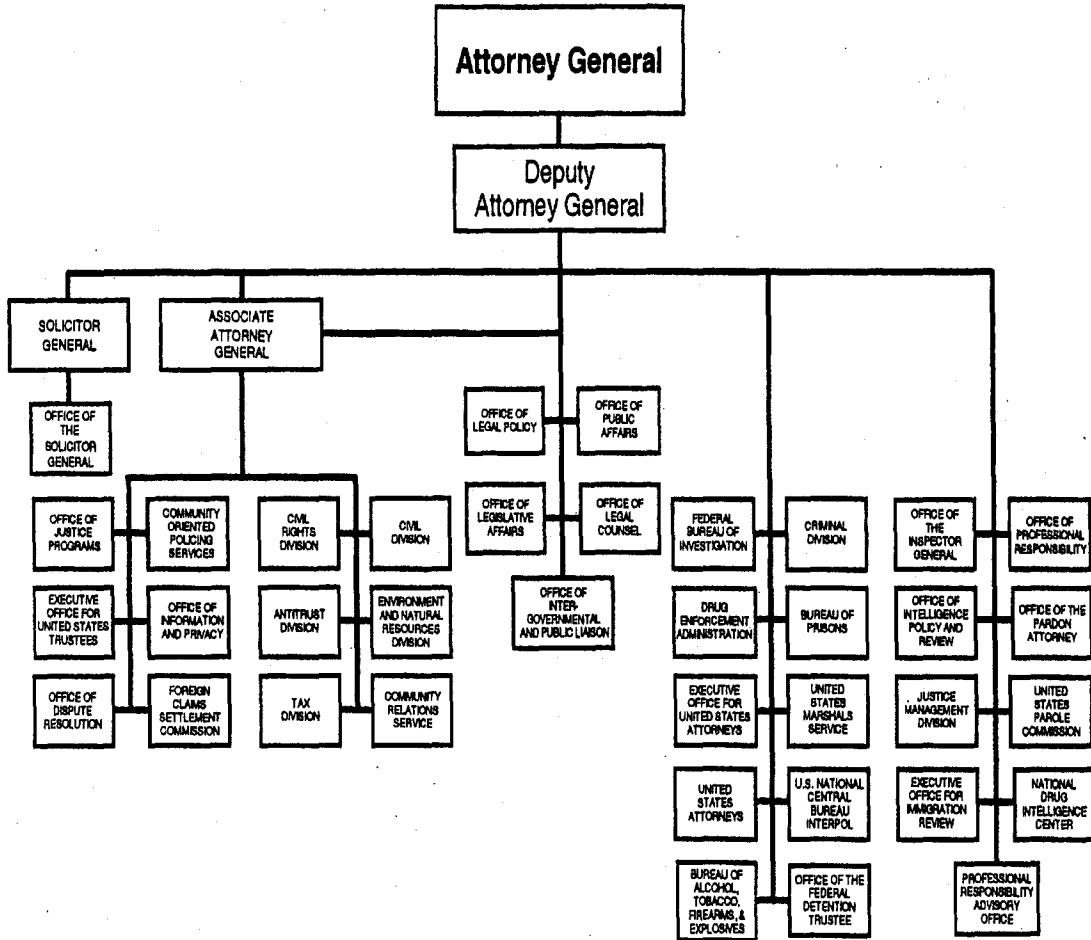 Attorney General
Deputy
Attorney General
SOLICITOR
GENERAL
ASSOCIATE
ATTORNEY
GENERAL
OFFICE OF
THE
SOLICITOR
GENERAL
OFFICE OF
LEGAL POLICY
OFFICE OF
PUBLIC
AFFAIRS
OFFICE OF
LEGISLATIVE
AFFAIRS
OFFICE OF
LEGAL
COUNSEL
OFFICE OF
INTER-
GOVERNMENTAL
AND PUBLIC LIAISON
OFFICE OF
JUSTICE
PROGRAMS
COMMUNITY
ORIENTED
POLICING
SERVICES
CIVIL
RIGHTS
DIVISION
CIVIL
DIVISION
EXECUTIVE
OFFICE FOR
UNITED STATES
TRUSTEES
OFFICE OF
INFORMATION
AND PRIVACY
ANTITRUST
DIVISION
ENVIRONMENT
AND NATURAL
RESOURCES
DIVISION
OFFICE OF
DISPUTE
RESOLUTION
FOREIGN
CLAIMS
SETTLEMENT
COMMISSION
TAX
DIVISION
COMMUNITY
RELATIONS
SERVICE
FEDERAL
BUREAU OF
INVESTIGATION
CRIMINAL
DIVISION
DRUG
ENFORCEMENT
ADMINISTRATION
BUREAU OF
PRISONS
EXECUTIVE
OFFICE FOR
UNITED STATES
ATTORNEYS
UNITED
STATES
MARSHALS
SERVICE
UNITED
STATES
ATTORNEYS
U.S. NATIONAL
CENTRAL
BUREAU
INTERPOL
BUREAU OF
ALCOHOL,
TOBACCO,
FIREARMS, &
EXPLOSIVES
OFFICE OF THE
FEDERAL
DETENTION
TRUSTEE
OFFICE OF
THE
INSPECTOR
GENERAL
OFFICE OF
PROFESSIONAL
RESPONSIBILITY
OFFICE OF
INTELLIGENCE
POLICY AND
REVIEW
OFFICE OF THE
PARDON
ATTORNEY
JUSTICE
MANAGEMENT
DIVISION
UNITED
STATES
PAROLE
COMMISSION
EXECUTIVE
OFFICE FOR
IMMIGRATION
REVIEW
NATIONAL
DRUG
INTELLIGENCE
CENTER
PROFESSIONAL
RESPONSIBILITY
ADVISORY
OFFICE